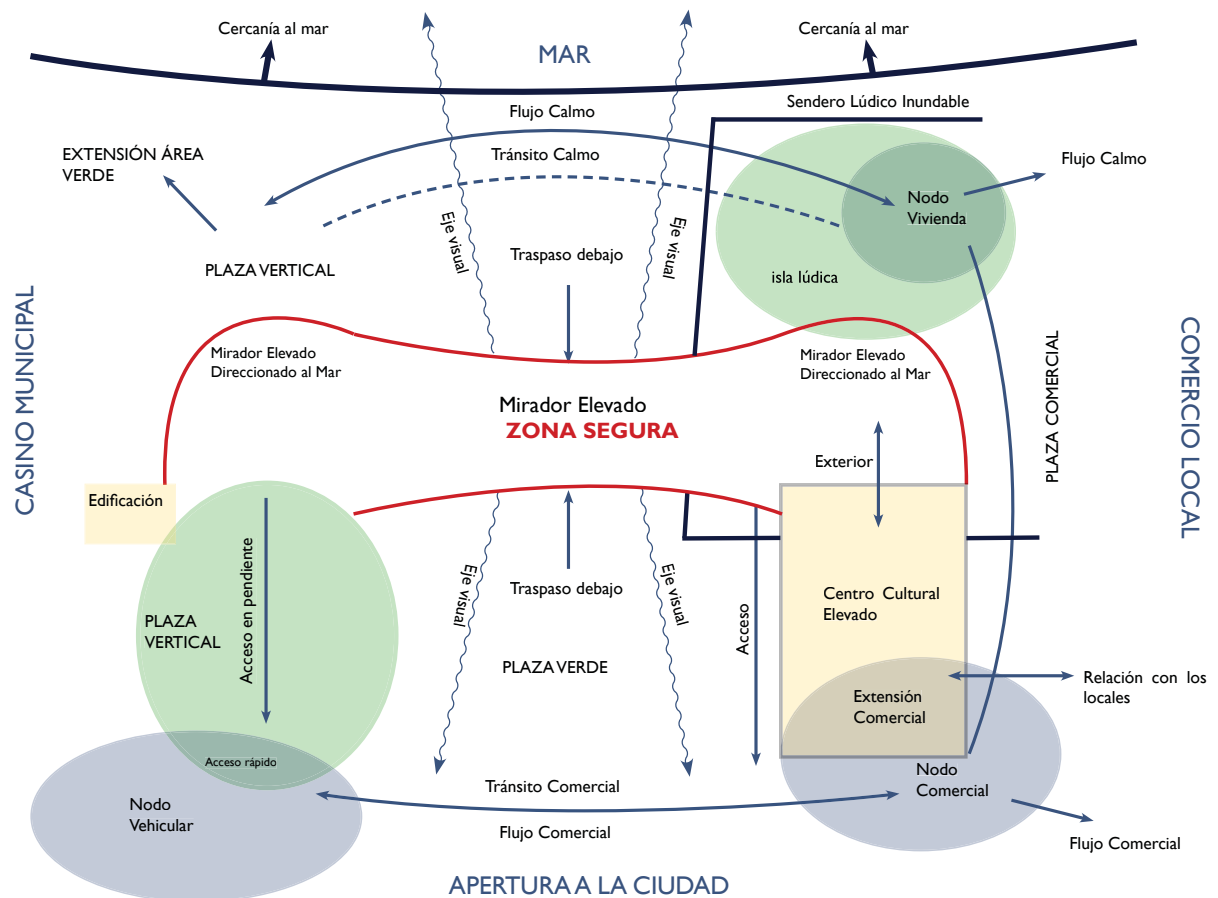 Cercanía al mar
Cercanía al mar
MAR
Sendero Lúdico Inundable
Flujo Calmo
EXTENSIÓN ÁREA
VERDE
Tránsito Calmo
Flujo Calmo
Nodo
Vivienda
Eje visual
Eje visual
Traspaso debajo
PLAZA VERTICAL
isla lúdica
CASINO MUNICIPAL
COMERCIO LOCAL
PLAZA COMERCIAL
Mirador Elevado
Direccionado al Mar
Mirador Elevado
Direccionado al Mar
Mirador Elevado
ZONA SEGURA
Exterior
Edificación
Acceso en pendiente
Eje visual
Traspaso debajo
Eje visual
Acceso
Centro Cultural
Elevado
PLAZA
VERTICAL
PLAZA VERDE
Relación con los
locales
Extensión
Comercial
Acceso rápido
Nodo
Comercial
Tránsito Comercial
Nodo
Vehicular
Flujo Comercial
Flujo Comercial
APERTURA A LA CIUDAD